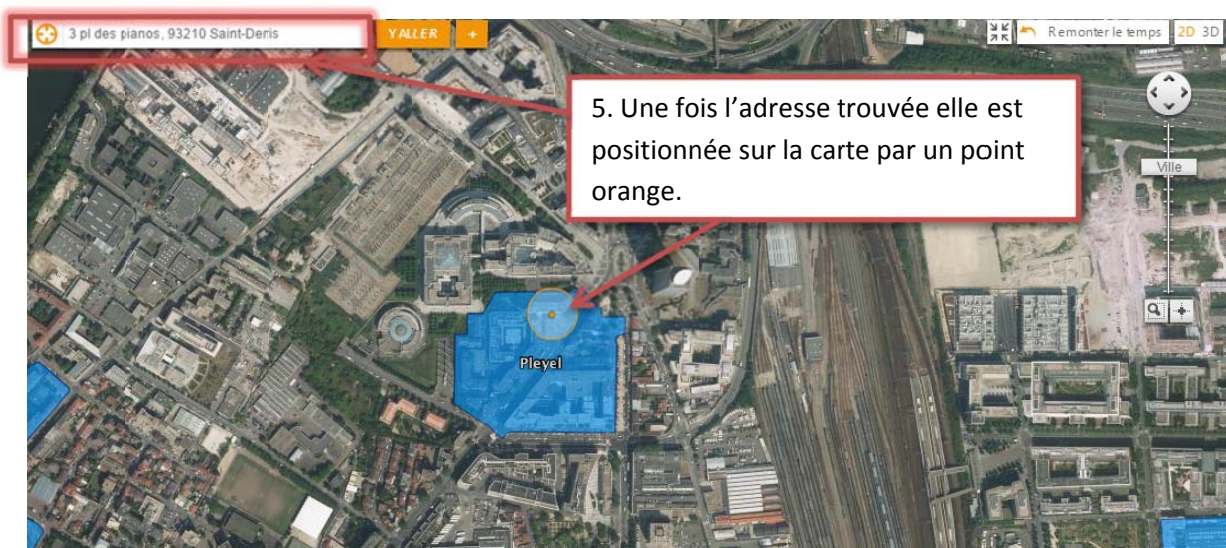 3 pl des pianos, 93210 Saint-Denis
Y ALLER +
Remonter le temps 2D 3D
5. Une fois l’adresse trouvée elle est
positionnée sur la carte par un point
orange.
Ville
Pleyel